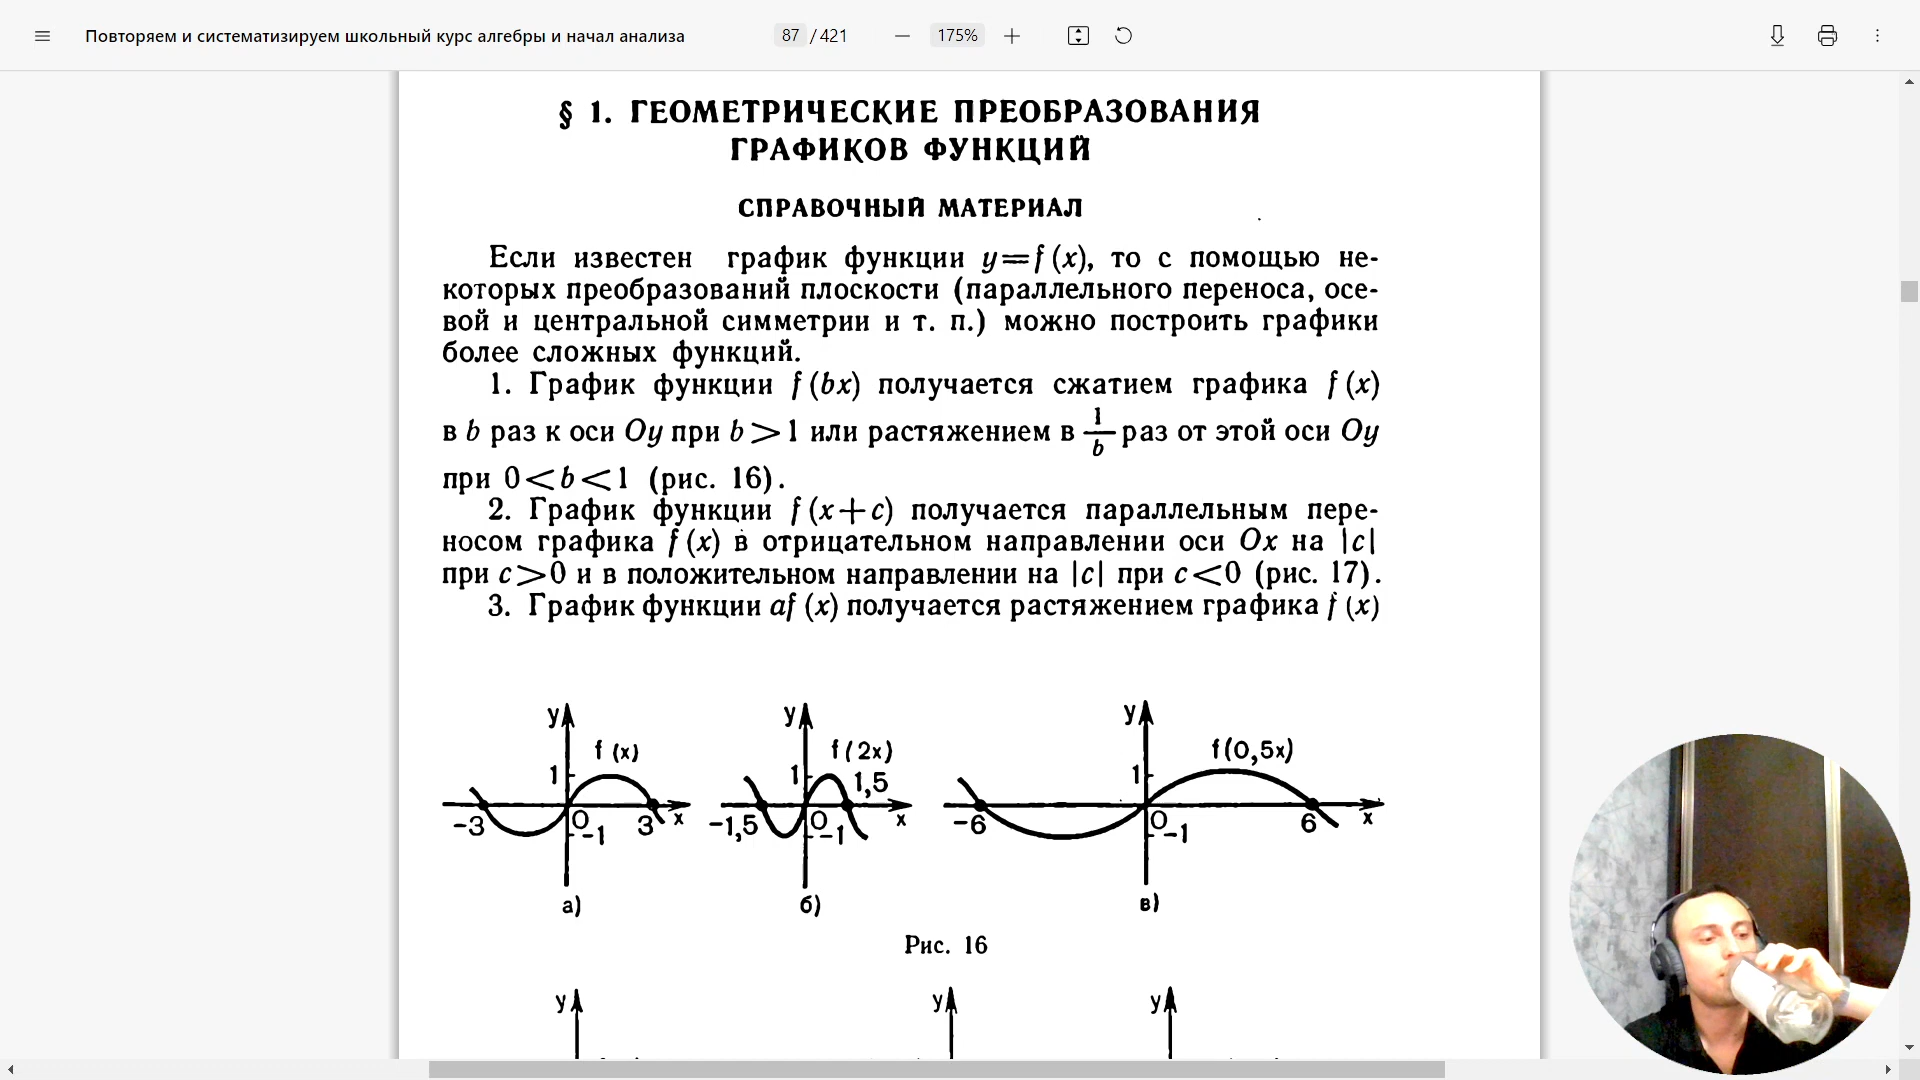 Повторяем и систематизируем школьный курс алгебры и начал анализа
87 / 421
175%
§ 1. ГЕОМЕТРИЧЕСКИЕ ПРЕОБРАЗОВАНИЯ
ГРАФИКОВ ФУНКЦИЙ
СПРАВОЧНЫЙ МАТЕРИАЛ
Если известен график функции y=f (x), то с помощью не-
которых преобразований плоскости (параллельного переноса, осе-
вой и центральной симметрии и т. п.) можно построить графики
более сложных функций.
1. График функции f (bx) получается сжатием графика f (x)
в b раз к оси Oy при b > 1 или растяжением в 1/b раз от этой оси Oy
при 0<b<1 (рис. 16).
2. График функции f (x+c) получается параллельным пере-
носом графика f (x) в отрицательном направлении оси Ox на |c|
при c>0 и в положительном направлении на |c| при c<0 (рис. 17).
3. График функции af (x) получается растяжением графика f (x)
y f (x) 1 -3 0 -1 3 x
y f(2x) 1 1,5 -1,5 0 -1 x
y f(0,5x) 1 -6 0 -1 6 x
а) б) в)
Рис. 16
y y y